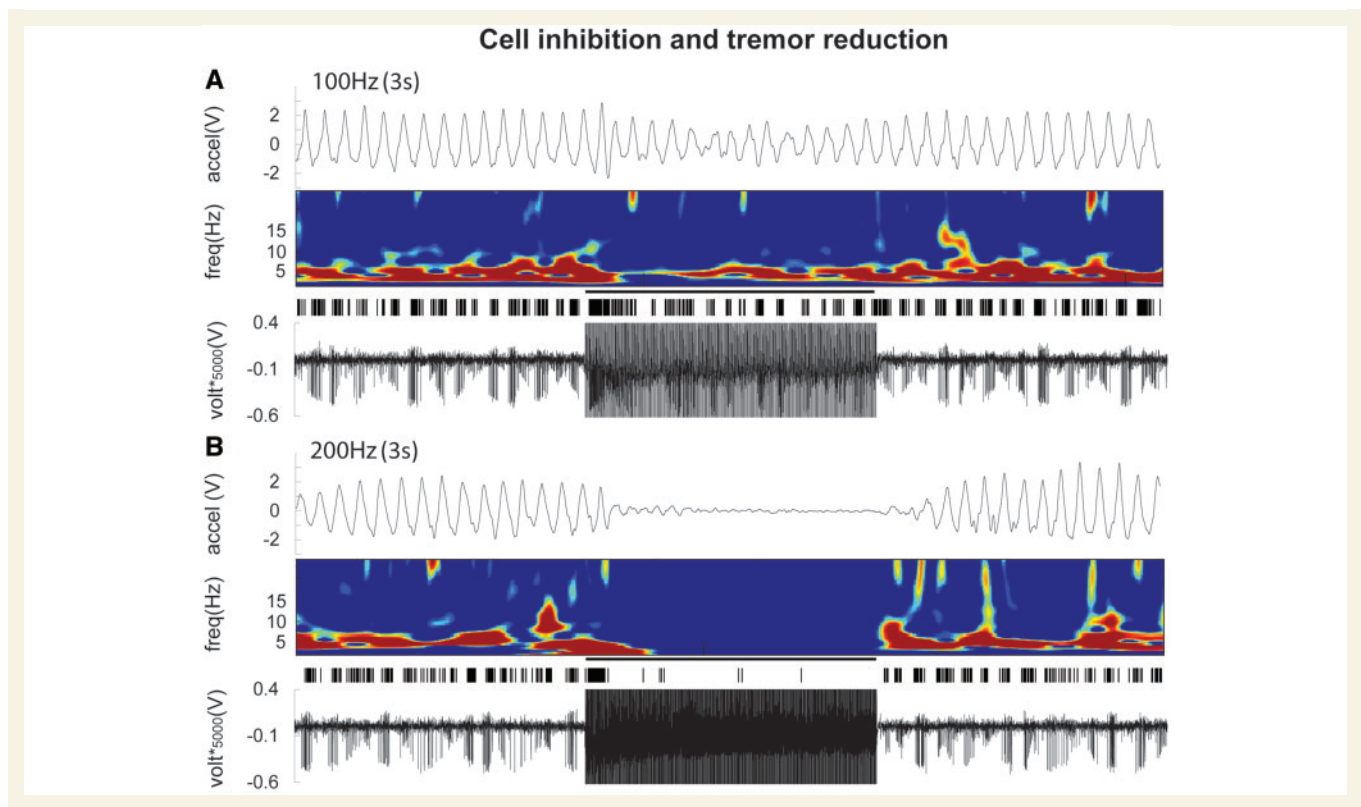 Cell inhibition and tremor reduction
A
100Hz (3s)
accel(V)
2
0
-2
freq(Hz)
15
10
5
volt*5000(V)
0.4
-0.1
-0.6
B
200Hz (3s)
accel (V)
2
0
-2
freq(Hz)
15
10
5
volt*5000(V)
0.4
-0.1
-0.6